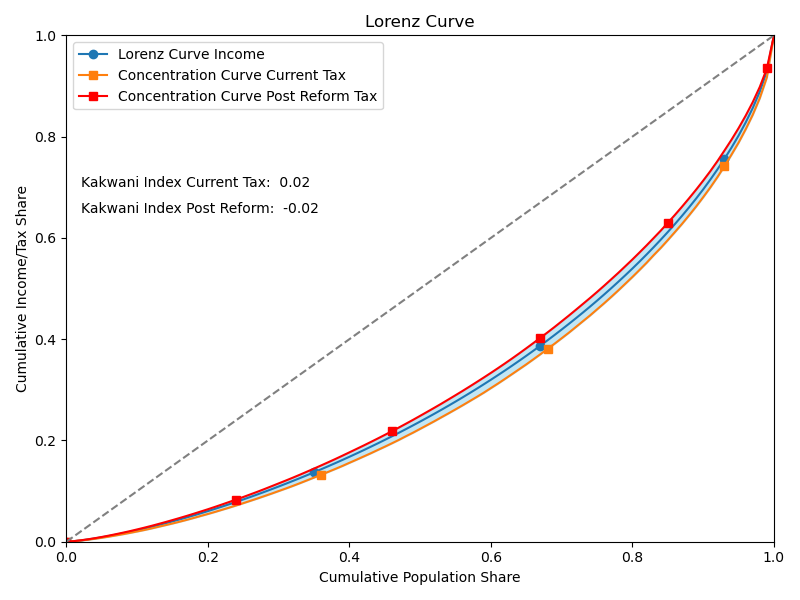 Lorenz Curve
1.0
Lorenz Curve Income
Concentration Curve Current Tax
Concentration Curve Post Reform Tax
0.8
Kakwani Index Current Tax:  0.02
Kakwani Index Post Reform:  -0.02
0.6
0.4
0.2
0.0
Cumulative Income/Tax Share
0.0 0.2 0.4 0.6 0.8 1.0
Cumulative Population Share